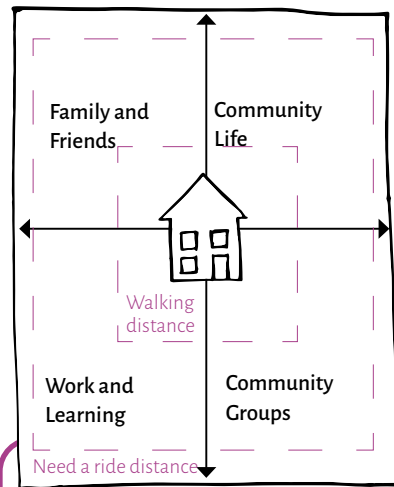 Family and
Friends
Community
Life
Walking
distance
Work and
Learning
Community
Groups
Need a ride distance